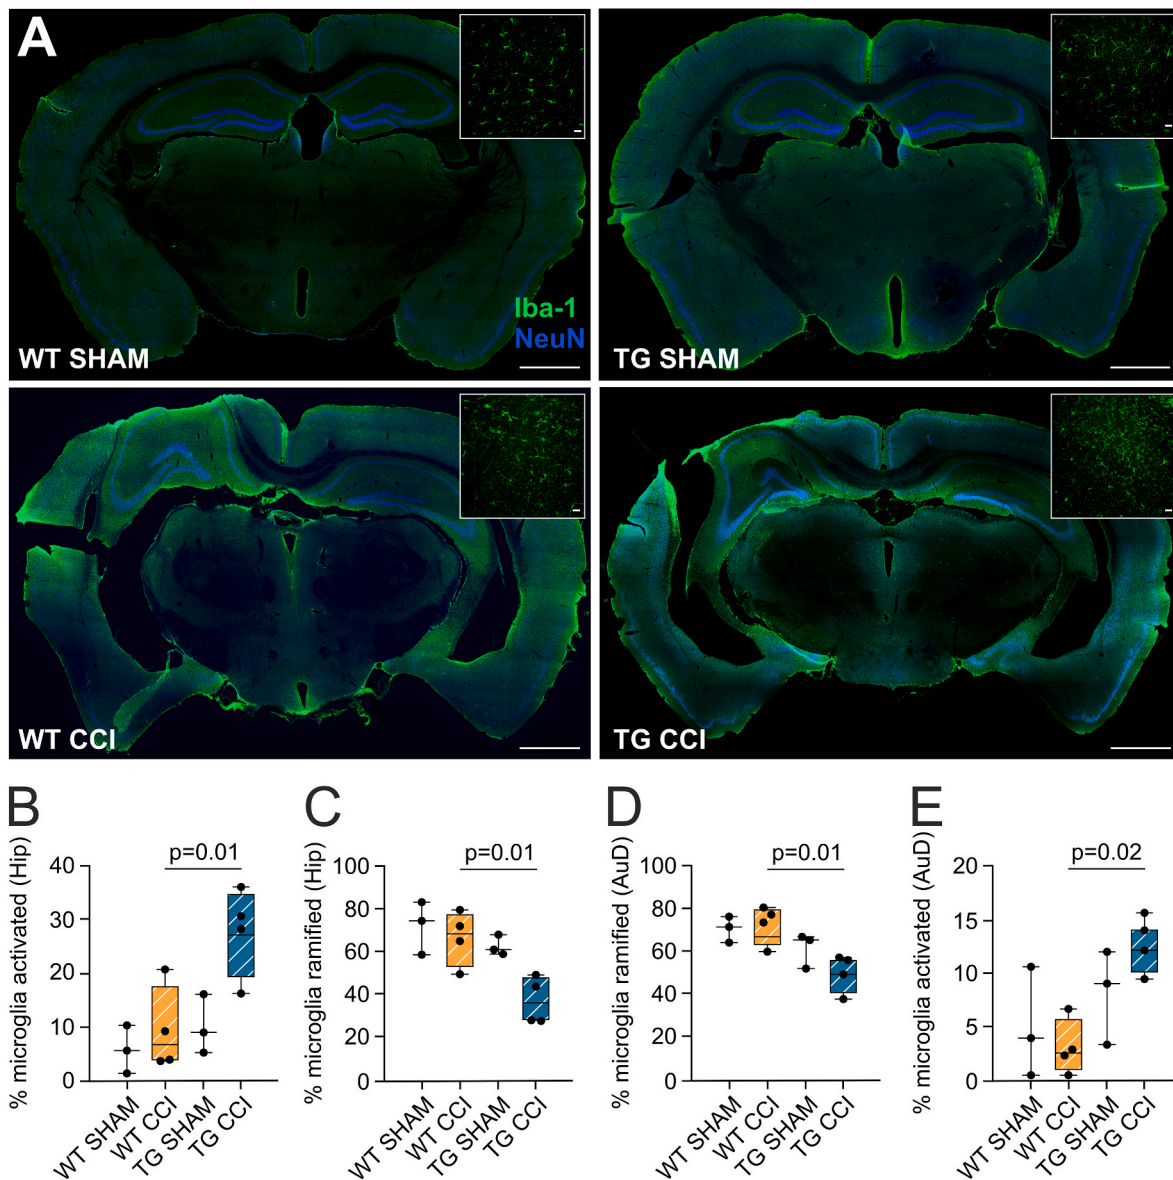 A
Iba-1
NeuN
WT SHAM
TG SHAM
WT CCI
TG CCI
B
% microglia activated (Hip)
40
30
20
10
0
p=0.01
WT SHAM
WT CCI
TG SHAM
TG CCI
C
% microglia ramified (Hip)
100
80
60
40
20
0
p=0.01
WT SHAM
WT CCI
TG SHAM
TG CCI
D
% microglia ramified (AuD)
100
80
60
40
20
0
p=0.01
WT SHAM
WT CCI
TG SHAM
TG CCI
E
% microglia activated (AuD)
20
15
10
5
0
p=0.02
WT SHAM
WT CCI
TG SHAM
TG CCI